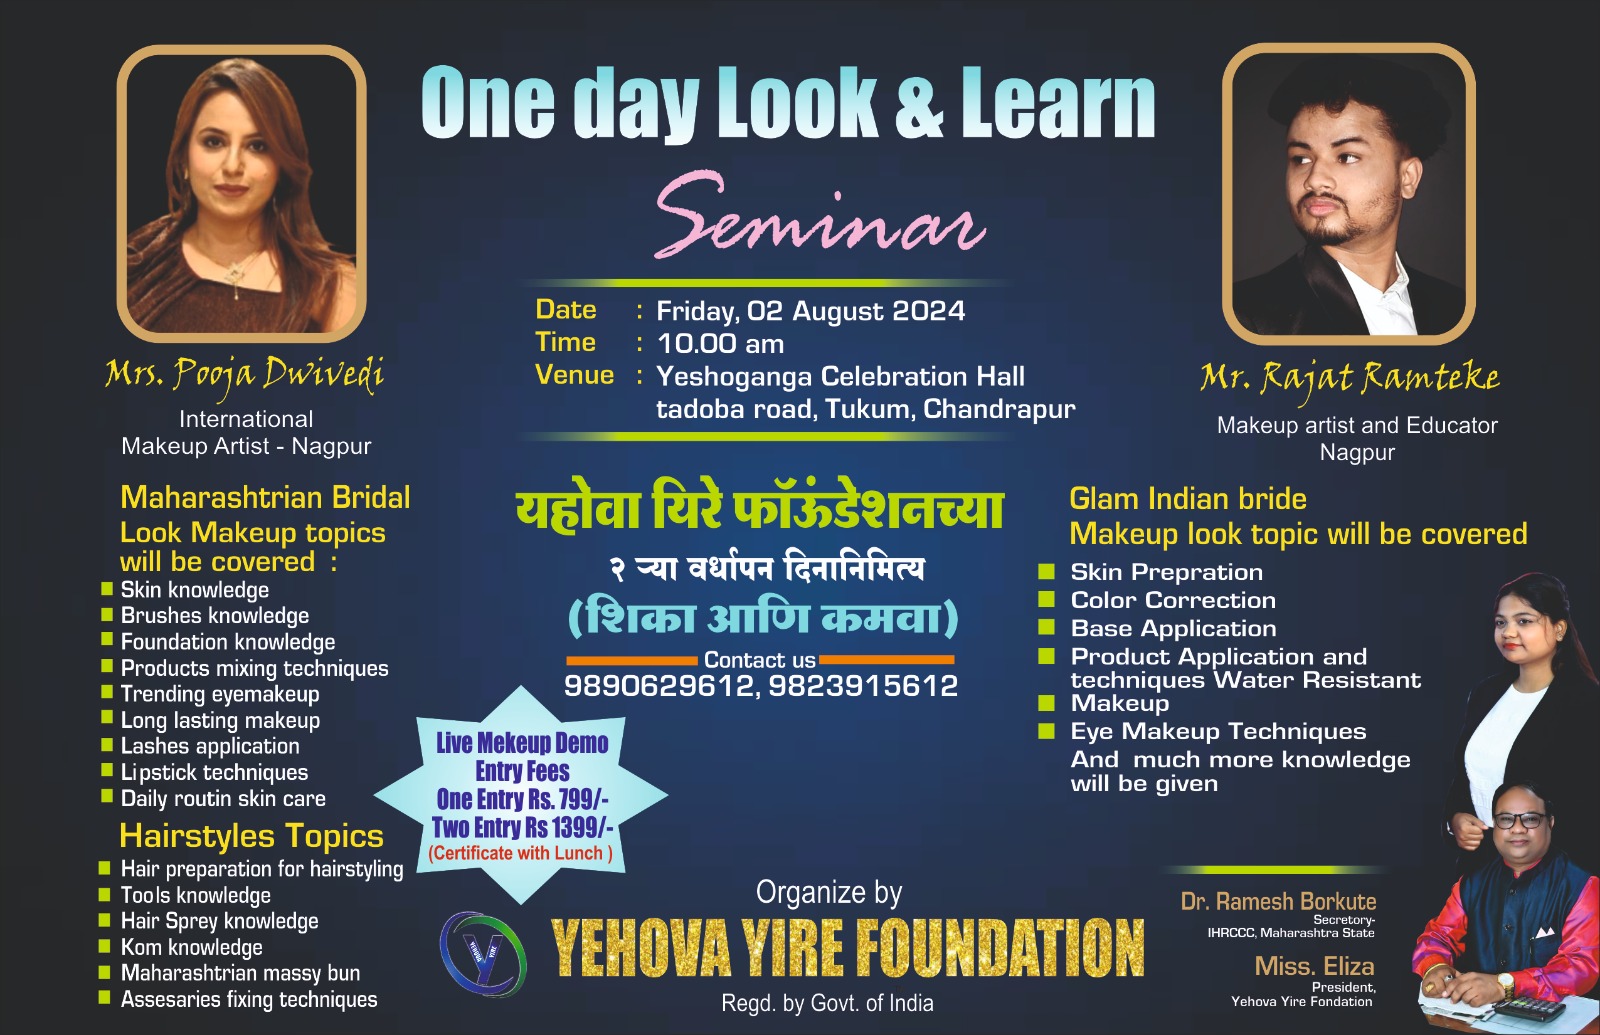 One day Look & Learn
Seminar
Date : Friday, 02 August 2024
Time : 10.00 am
Venue : Yeshoganga Celebration Hall
tadoba road, Tukum, Chandrapur
Mrs. Pooja Dwivedi
International
Makeup Artist - Nagpur
Mr. Rajat Ramteke
Makeup artist and Educator
Nagpur
Maharashtrian Bridal
Look Makeup topics
will be covered :
Skin knowledge
Brushes knowledge
Foundation knowledge
Products mixing techniques
Trending eyemakeup
Long lasting makeup
Lashes application
Lipstick techniques
Daily routin skin care
Hairstyles Topics
Hair preparation for hairstyling
Tools knowledge
Hair Sprey knowledge
Kom knowledge
Maharashtrian massy bun
Assesaries fixing techniques
यहोवा यिरे फॉऊंडेशनच्या
२ ऱ्या वर्धापन दिनानिमित्य
(शिका आणि कमवा)
Contact us
9890629612, 9823915612
Live Mekeup Demo
Entry Fees
One Entry Rs. 799/-
Two Entry Rs 1399/-
(Certificate with Lunch )
Glam Indian bride
Makeup look topic will be covered
Skin Prepration
Color Correction
Base Application
Product Application and
techniques Water Resistant
Makeup
Eye Makeup Techniques
And much more knowledge
will be given
Organize by
YEHOVA YIRE
YEHOVA YIRE FOUNDATION
Regd. by Govt. of India
Dr. Ramesh Borkute
Secretory-
IHRCCC, Maharashtra State
Miss. Eliza
President,
Yehova Yire Fondation